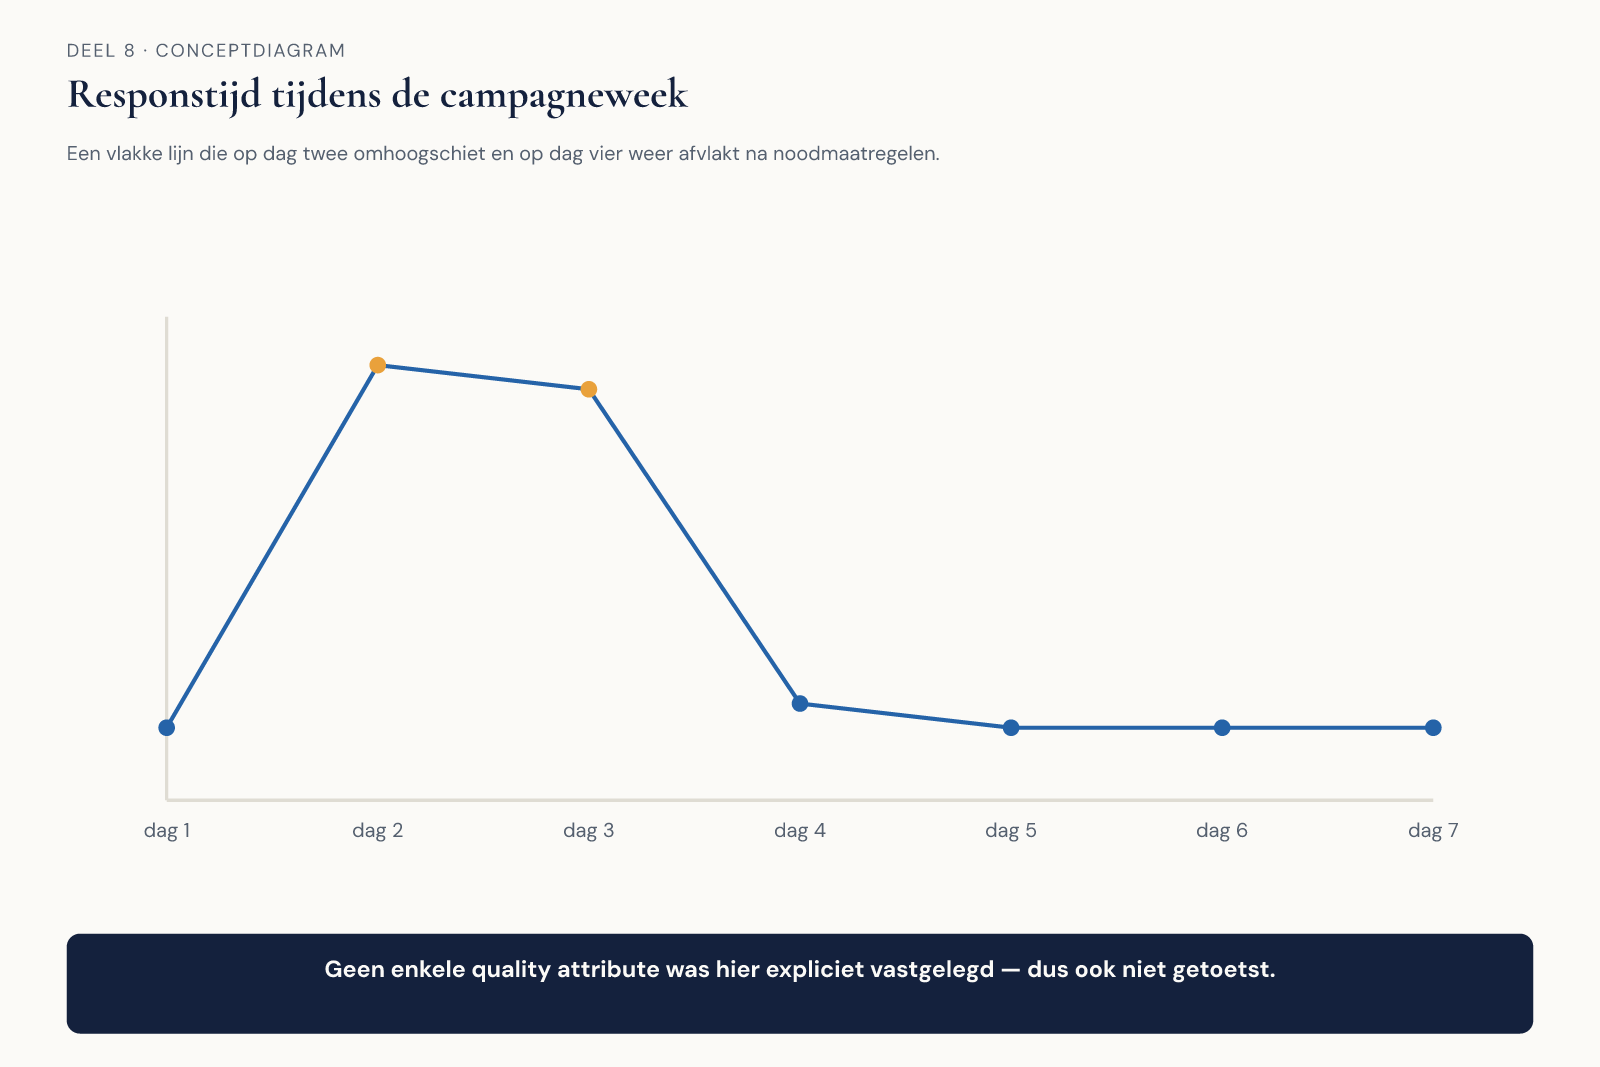 DEEL 8 · CONCEPTDIAGRAM
Responstijd tijdens de campagneweek
Een vlakke lijn die op dag twee omhoogschiet en op dag vier weer afvlakt na noodmaatregelen.
dag 1 dag 2 dag 3 dag 4 dag 5 dag 6 dag 7
Geen enkele quality attribute was hier expliciet vastgelegd — dus ook niet getoetst.